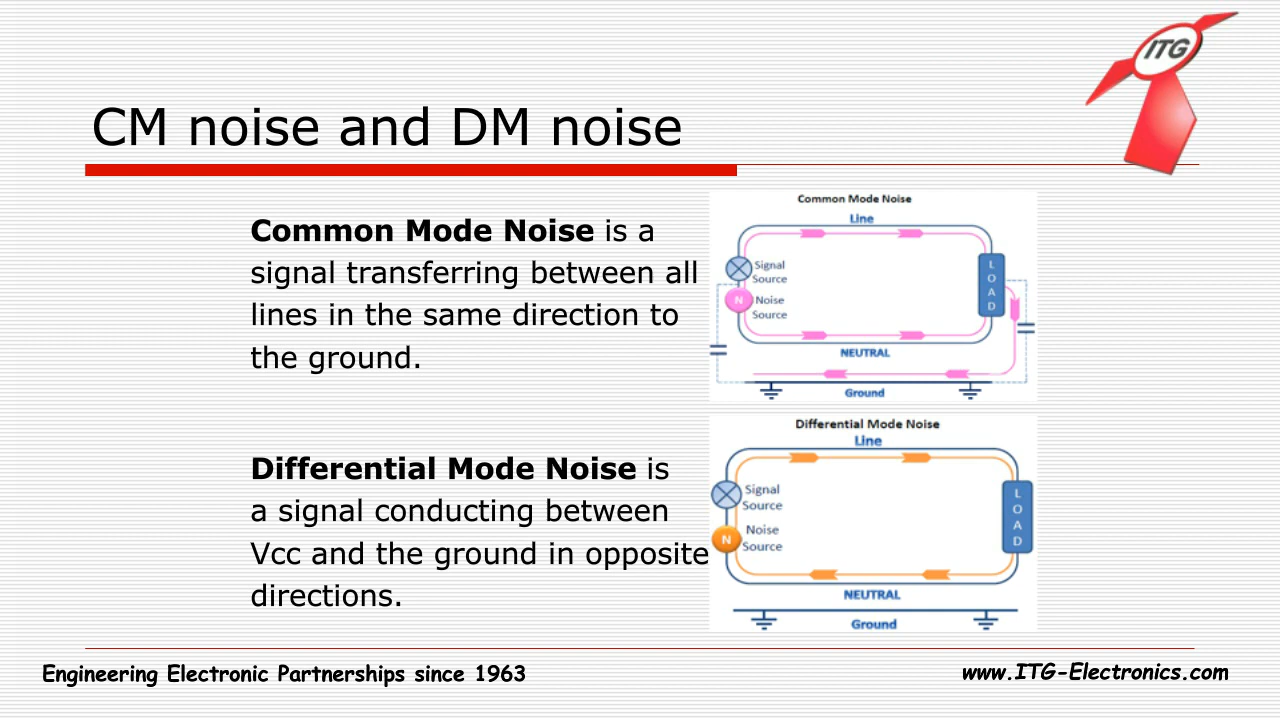 ITG
CM noise and DM noise
Common Mode Noise is a
signal transferring between all
lines in the same direction to
the ground.
Common Mode Noise
Line
Signal
Source
N
Noise
Source
L
O
A
D
NEUTRAL
Ground
Differential Mode Noise is
a signal conducting between
Vcc and the ground in opposite
directions.
Differential Mode Noise
Line
Signal
Source
N
Noise
Source
L
O
A
D
NEUTRAL
Ground
Engineering Electronic Partnerships since 1963
www.ITG-Electronics.com